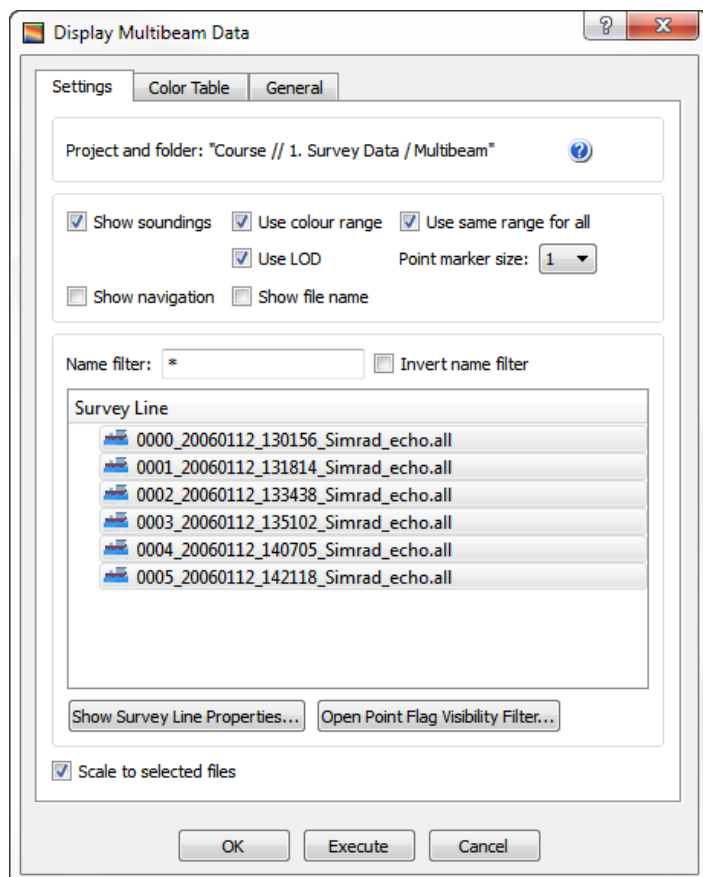 Display Multibeam Data
Settings Color Table General
Project and folder: "Course // 1. Survey Data / Multibeam"
Show soundings Use colour range Use same range for all
Use LOD Point marker size: 1
Show navigation Show file name
Name filter: * Invert name filter
Survey Line
0000_20060112_130156_Simrad_echo.all
0001_20060112_131814_Simrad_echo.all
0002_20060112_133438_Simrad_echo.all
0003_20060112_135102_Simrad_echo.all
0004_20060112_140705_Simrad_echo.all
0005_20060112_142118_Simrad_echo.all
Show Survey Line Properties... Open Point Flag Visibility Filter...
Scale to selected files
OK Execute Cancel